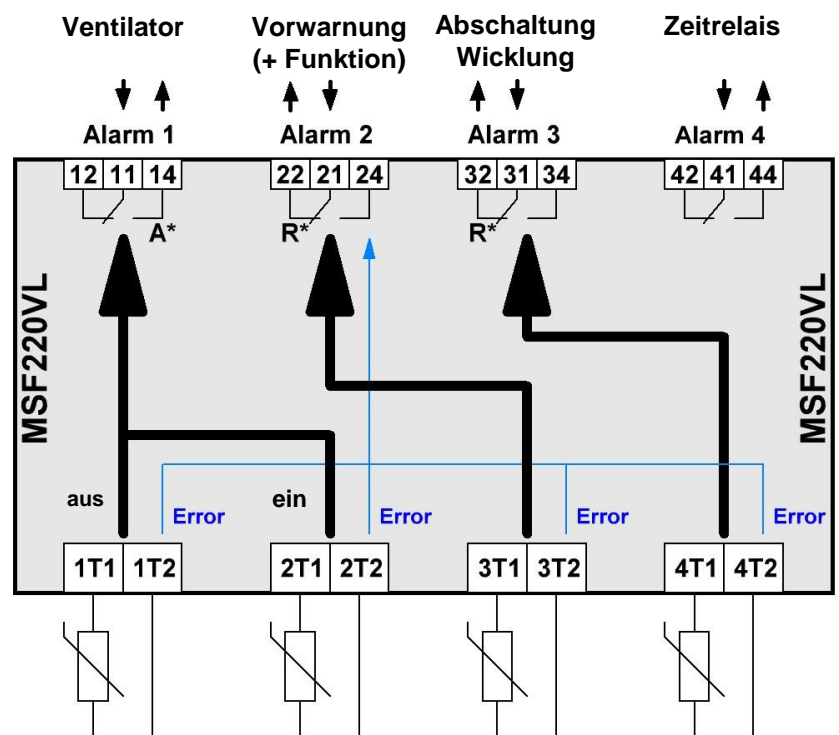 Ventilator
Vorwarnung
(+ Funktion)
Abschaltung
Wicklung
Zeitrelais
Alarm 1
Alarm 2
Alarm 3
Alarm 4
12 11 14
22 21 24
32 31 34
42 41 44
A*
R*
R*
MSF220VL
MSF220VL
aus
Error
ein
Error
Error
Error
1T1 1T2
2T1 2T2
3T1 3T2
4T1 4T2